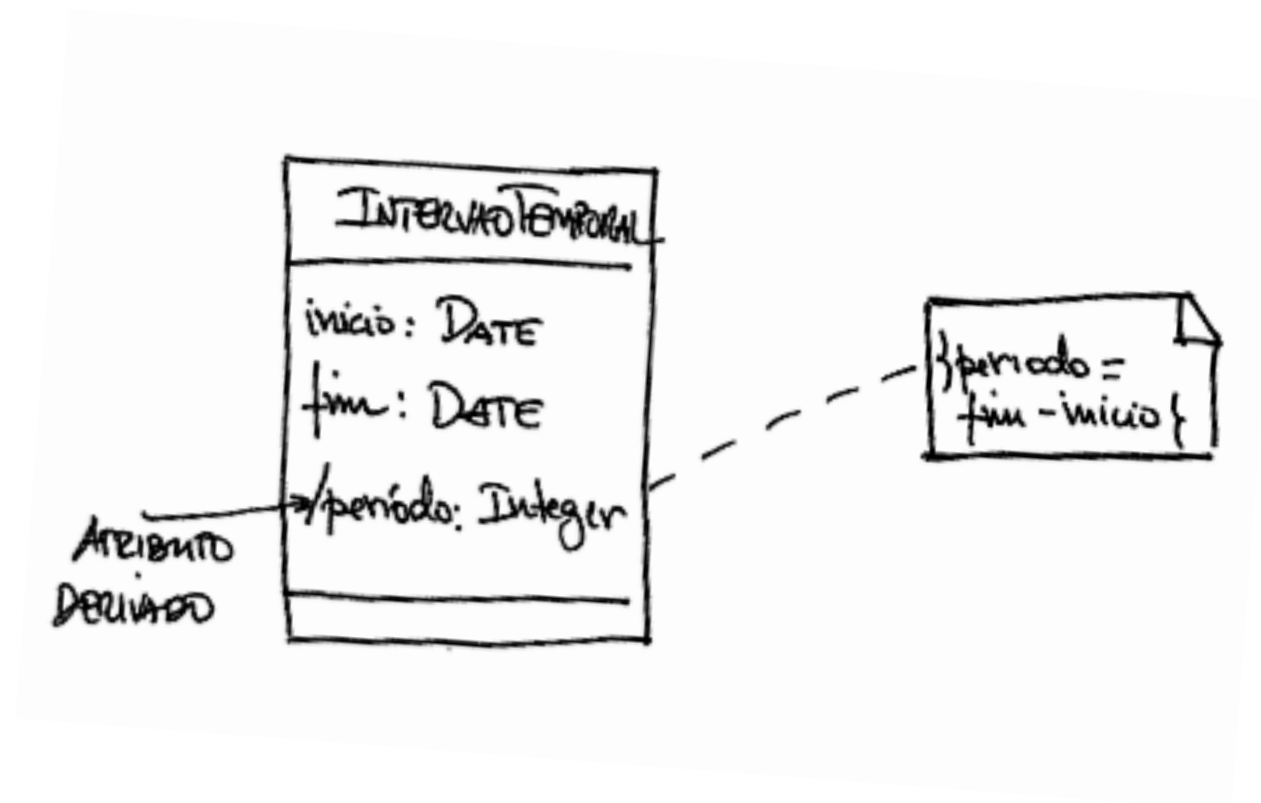 INTERVALOTEMPORAL
inicio: DATE
fim: DATE
/período: Integer
ATRIBUTO
DERIVADO
}periodo =
fim - inicio{